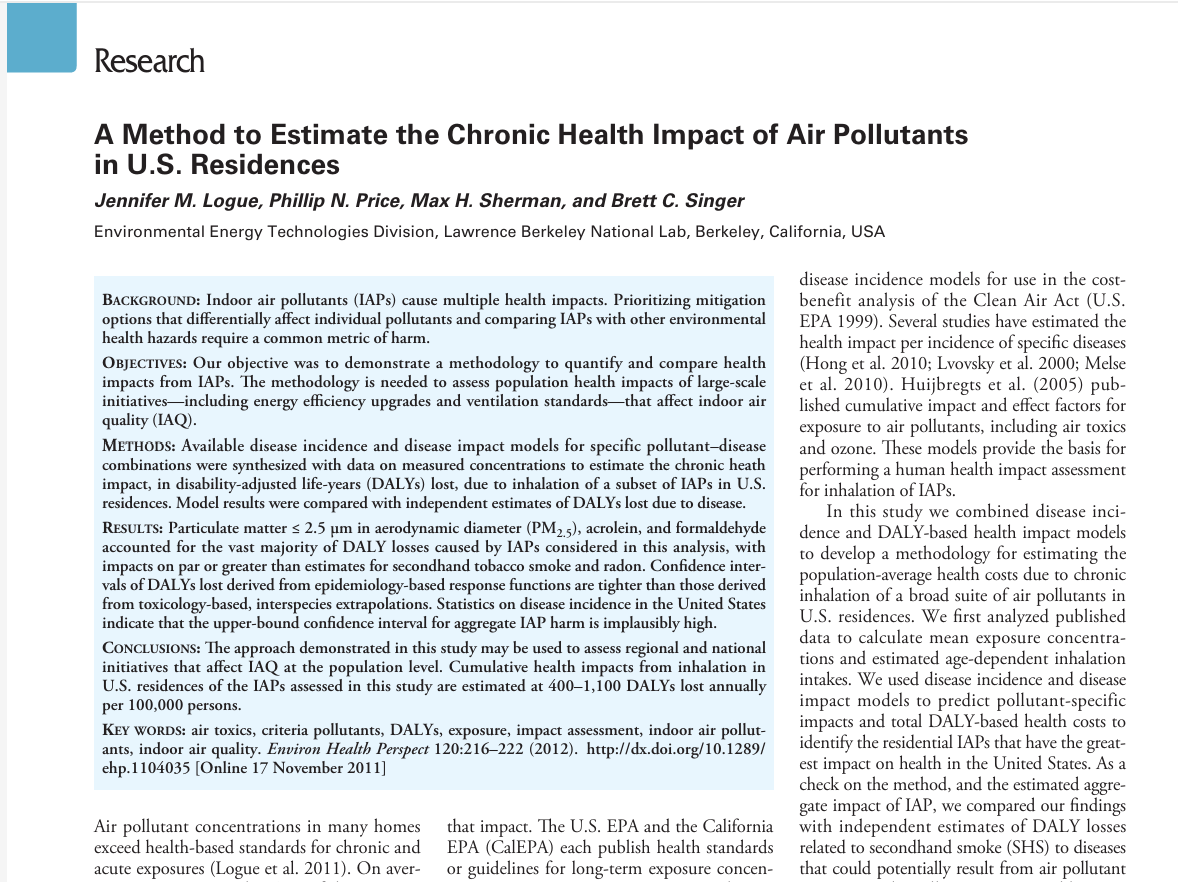 Research
A Method to Estimate the Chronic Health Impact of Air Pollutants
in U.S. Residences
Jennifer M. Logue, Phillip N. Price, Max H. Sherman, and Brett C. Singer
Environmental Energy Technologies Division, Lawrence Berkeley National Lab, Berkeley, California, USA
BACKGROUND: Indoor air pollutants (IAPs) cause multiple health impacts. Prioritizing mitigation
options that differentially affect individual pollutants and comparing IAPs with other environmental
health hazards require a common metric of harm.
OBJECTIVES: Our objective was to demonstrate a methodology to quantify and compare health
impacts from IAPs. The methodology is needed to assess population health impacts of large-scale
initiatives—including energy efficiency upgrades and ventilation standards—that affect indoor air
quality (IAQ).
METHODS: Available disease incidence and disease impact models for specific pollutant–disease
combinations were synthesized with data on measured concentrations to estimate the chronic heath
impact, in disability-adjusted life-years (DALYs) lost, due to inhalation of a subset of IAPs in U.S.
residences. Model results were compared with independent estimates of DALYs lost due to disease.
RESULTS: Particulate matter ≤ 2.5 μm in aerodynamic diameter (PM2.5), acrolein, and formaldehyde
accounted for the vast majority of DALY losses caused by IAPs considered in this analysis, with
impacts on par or greater than estimates for secondhand tobacco smoke and radon. Confidence inter-
vals of DALYs lost derived from epidemiology-based response functions are tighter than those derived
from toxicology-based, interspecies extrapolations. Statistics on disease incidence in the United States
indicate that the upper-bound confidence interval for aggregate IAP harm is implausibly high.
CONCLUSIONS: The approach demonstrated in this study may be used to assess regional and national
initiatives that affect IAQ at the population level. Cumulative health impacts from inhalation in
U.S. residences of the IAPs assessed in this study are estimated at 400–1,100 DALYs lost annually
per 100,000 persons.
KEY WORDS: air toxics, criteria pollutants, DALYs, exposure, impact assessment, indoor air pollut-
ants, indoor air quality. Environ Health Perspect 120:216–222 (2012). http://dx.doi.org/10.1289/
ehp.1104035 [Online 17 November 2011]
Air pollutant concentrations in many homes
exceed health-based standards for chronic and
acute exposures (Logue et al. 2011). On aver-
that impact. The U.S. EPA and the California
EPA (CalEPA) each publish health standards
or guidelines for long-term exposure concen-
disease incidence models for use in the cost-
benefit analysis of the Clean Air Act (U.S.
EPA 1999). Several studies have estimated the
health impact per incidence of specific diseases
(Hong et al. 2010; Lvovsky et al. 2000; Melse
et al. 2010). Huijbregts et al. (2005) pub-
lished cumulative impact and effect factors for
exposure to air pollutants, including air toxics
and ozone. These models provide the basis for
performing a human health impact assessment
for inhalation of IAPs.
In this study we combined disease inci-
dence and DALY-based health impact models
to develop a methodology for estimating the
population-average health costs due to chronic
inhalation of a broad suite of air pollutants in
U.S. residences. We first analyzed published
data to calculate mean exposure concentra-
tions and estimated age-dependent inhalation
intakes. We used disease incidence and disease
impact models to predict pollutant-specific
impacts and total DALY-based health costs to
identify the residential IAPs that have the great-
est impact on health in the United States. As a
check on the method, and the estimated aggre-
gate impact of IAP, we compared our findings
with independent estimates of DALY losses
related to secondhand smoke (SHS) to diseases
that could potentially result from air pollutant